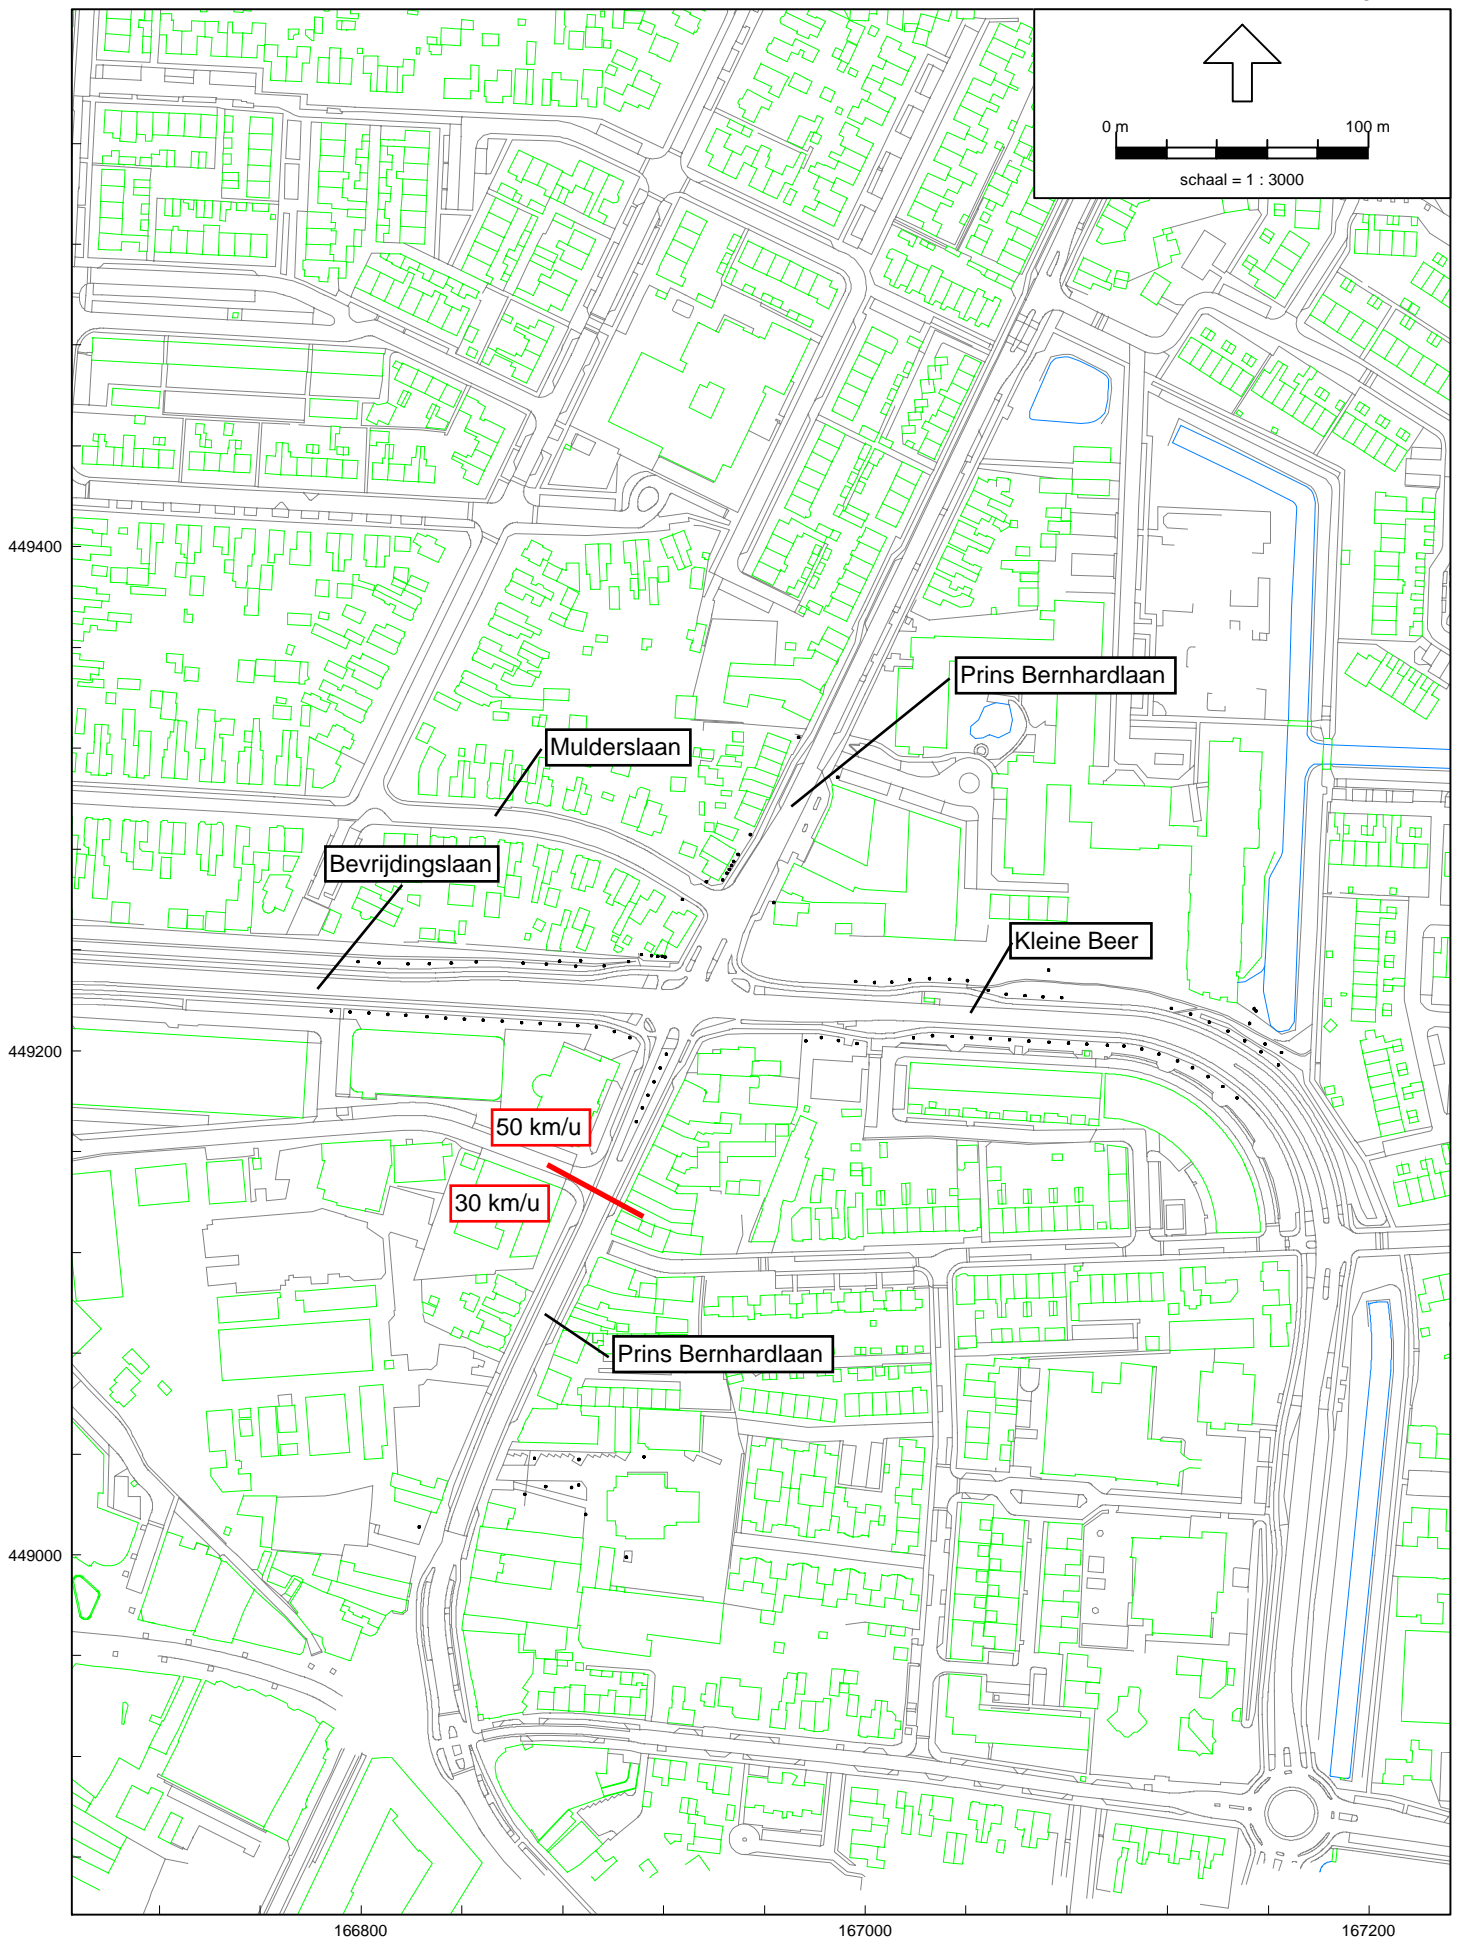 0 m 100 m
schaal = 1 : 3000
449400
Prins Bernhardlaan
Mulderslaan
Bevrijdingslaan
Kleine Beer
449200
50 km/u
30 km/u
Prins Bernhardlaan
449000
166800 167000 167200